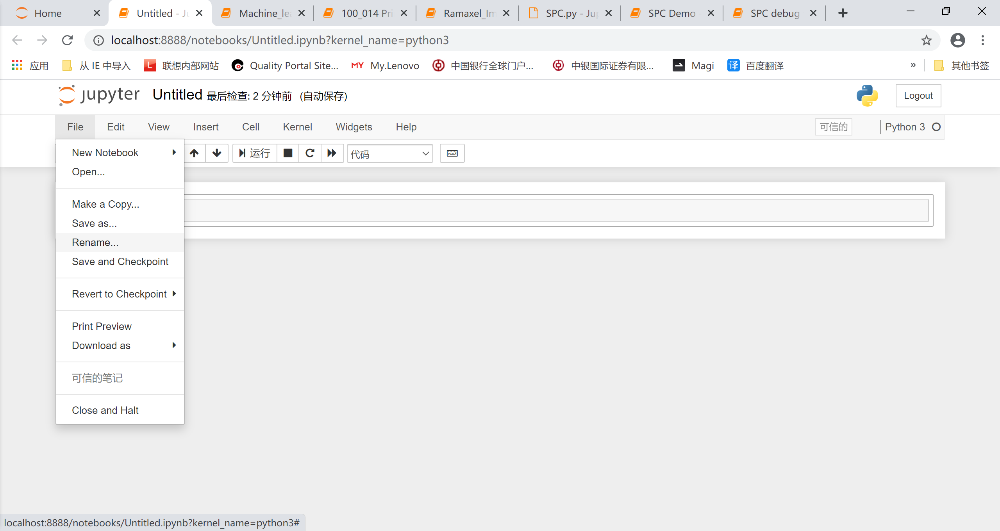 Home
Untitled - Ju
Machine_lea
100_014 Pri
Ramaxel_Im
SPC.py - Jup
SPC Demo -
SPC debug
localhost:8888/notebooks/Untitled.ipynb?kernel_name=python3
应用
从 IE 中导入
联想内部网站
Quality Portal Site...
MY My.Lenovo
中国银行全球门户...
中银国际证券有限...
Magi
译 百度翻译
»
其他书签
jupyter Untitled 最后检查: 2 分钟前 (自动保存)
Logout
File Edit View Insert Cell Kernel Widgets Help
可信的
Python 3
New Notebook
运行
代码
Open...
Make a Copy...
Save as...
Rename...
Save and Checkpoint
Revert to Checkpoint
Print Preview
Download as
可信的笔记
Close and Halt
localhost:8888/notebooks/Untitled.ipynb?kernel_name=python3#